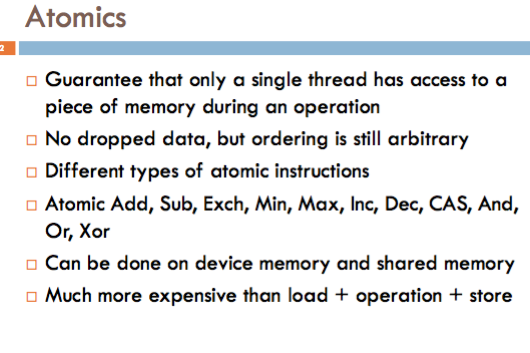 Atomics
2
Guarantee that only a single thread has access to a
piece of memory during an operation
No dropped data, but ordering is still arbitrary
Different types of atomic instructions
Atomic Add, Sub, Exch, Min, Max, Inc, Dec, CAS, And,
Or, Xor
Can be done on device memory and shared memory
Much more expensive than load + operation + store